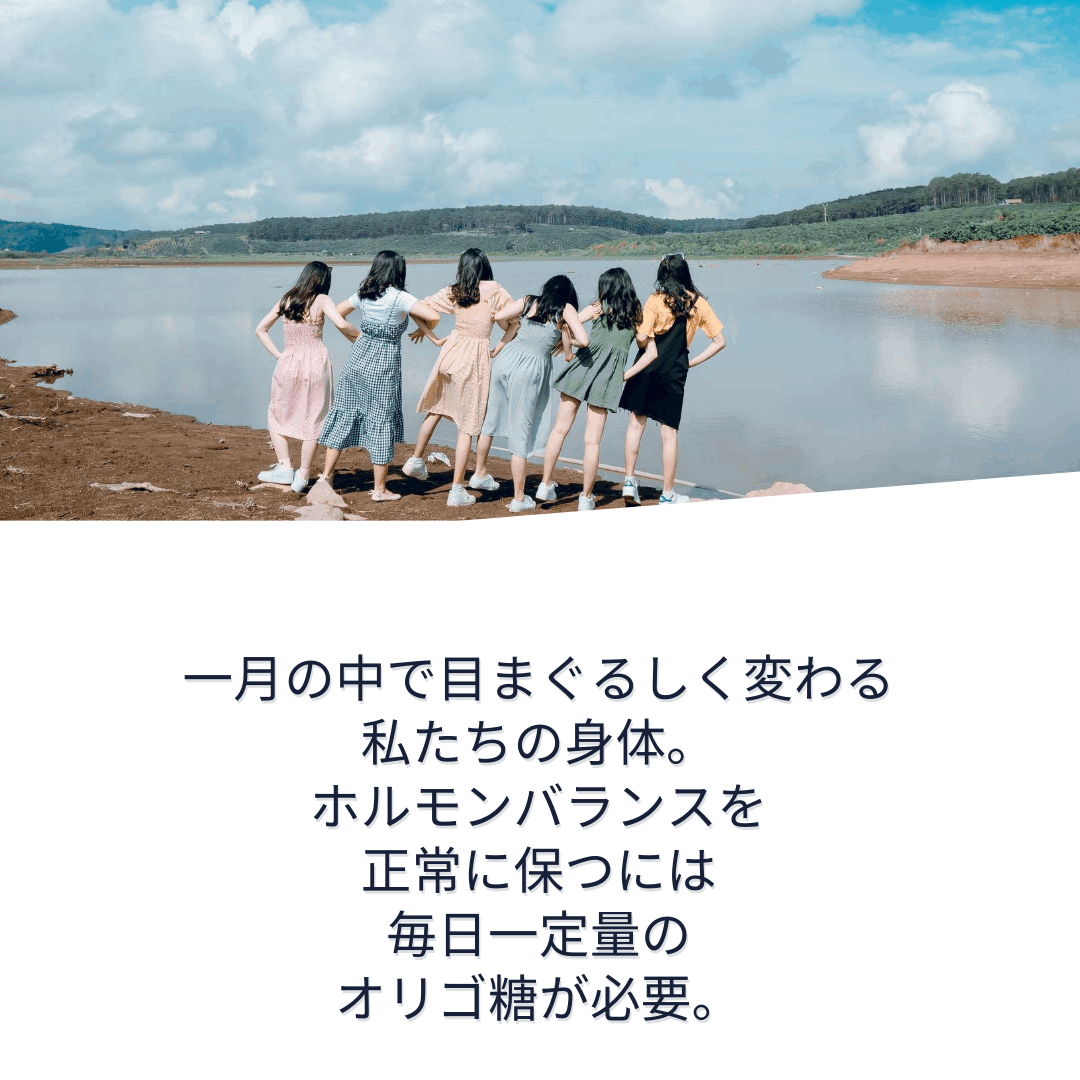 一月の中で目まぐるしく変わる
私たちの身体。
ホルモンバランスを
正常に保つには
毎日一定量の
オリゴ糖が必要。